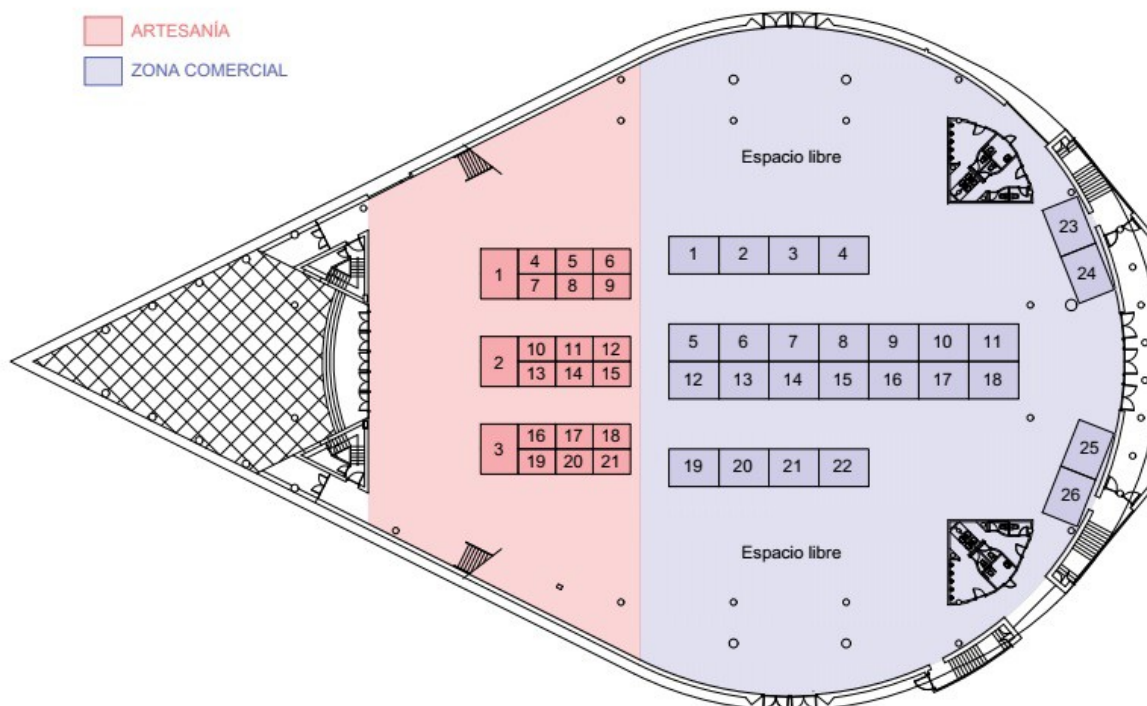 ARTESANÍA
ZONA COMERCIAL
Espacio libre
1 4 5 6
7 8 9
2 10 11 12
13 14 15
3 16 17 18
19 20 21
1 2 3 4
5 6 7 8 9 10 11
12 13 14 15 16 17 18
19 20 21 22
23
24
25
26
Espacio libre